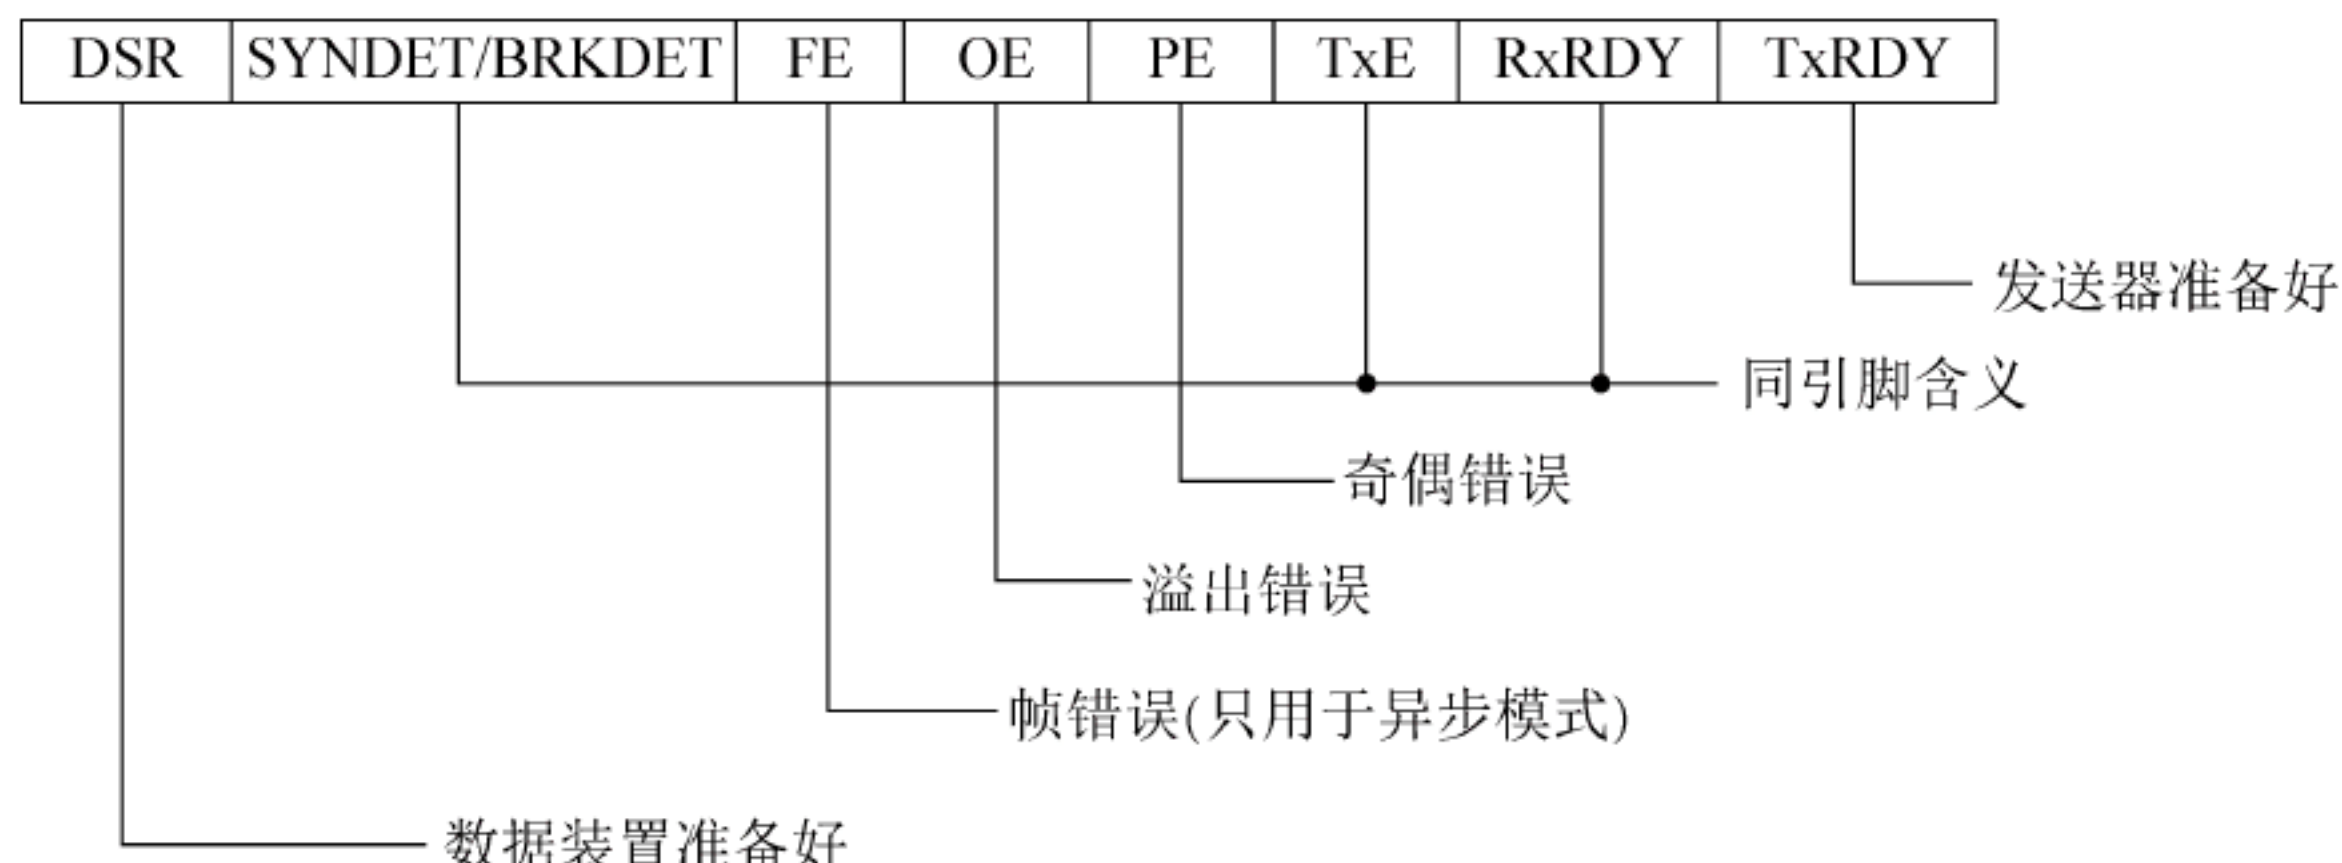 DSR SYNDET/BRKDET FE OE PE TxE RxRDY TxRDY
发送器准备好
同引脚含义
奇偶错误
溢出错误
帧错误(只用于异步模式)
数据装置准备好